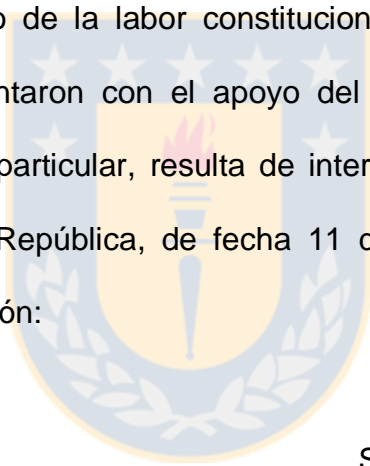 de la labor constitucion
ntaron con el apoyo del
particular, resulta de inter
República, de fecha 11
ón:
S